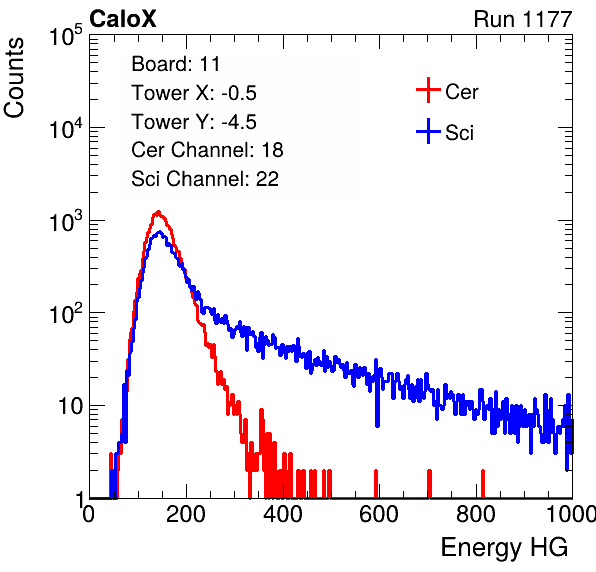 CaloX Run 1177
Counts
10^5
10^4
10^3
10^2
10
1
Board: 11
Tower X: -0.5
Tower Y: -4.5
Cer Channel: 18
Sci Channel: 22
Cer
Sci
0 200 400 600 800 1000
Energy HG